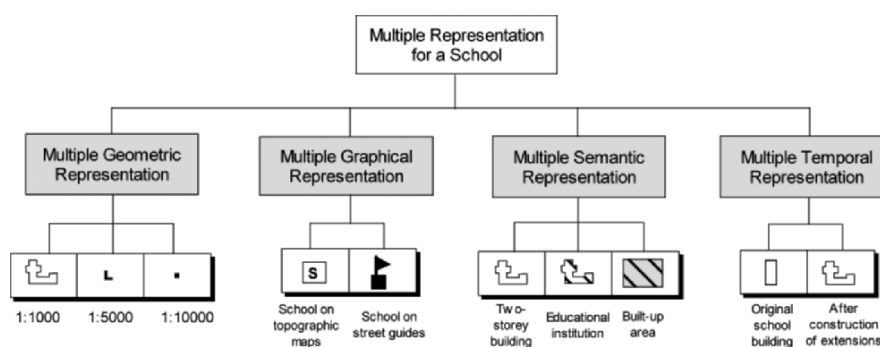 Multiple Representation
for a School
Multiple Geometric
Representation
Multiple Graphical
Representation
Multiple Semantic
Representation
Multiple Temporal
Representation
L
S
1:1000
1:5000
1:10000
School on
topographic
maps
School on
street guides
Two-
storey
building
Educational
institution
Built-up
area
Original
school
building
After
construction
of extensions